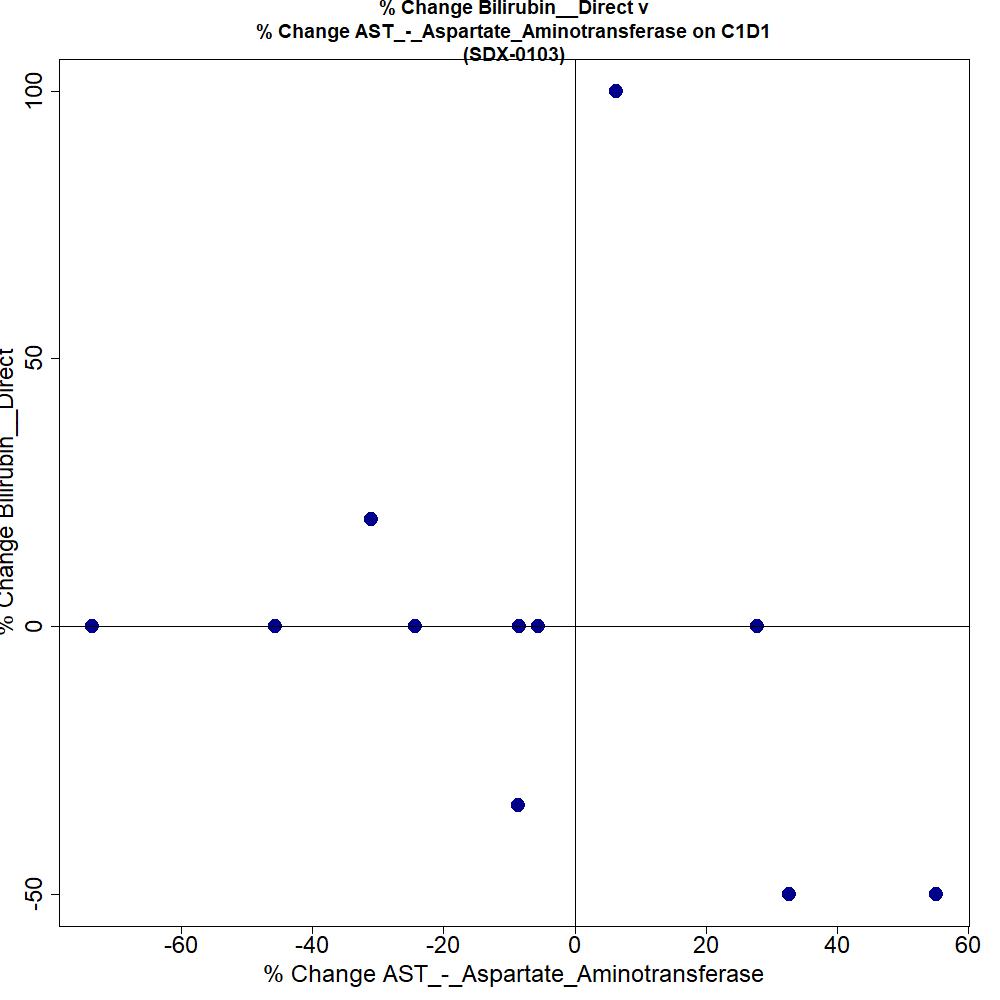 % Change Bilirubin__Direct v
% Change AST_-_Aspartate_Aminotransferase on C1D1
(SDX-0103)
100
50
0
-50
% Change Bilirubin__Direct
-60
-40
-20
0
20
40
60
% Change AST_-_Aspartate_Aminotransferase